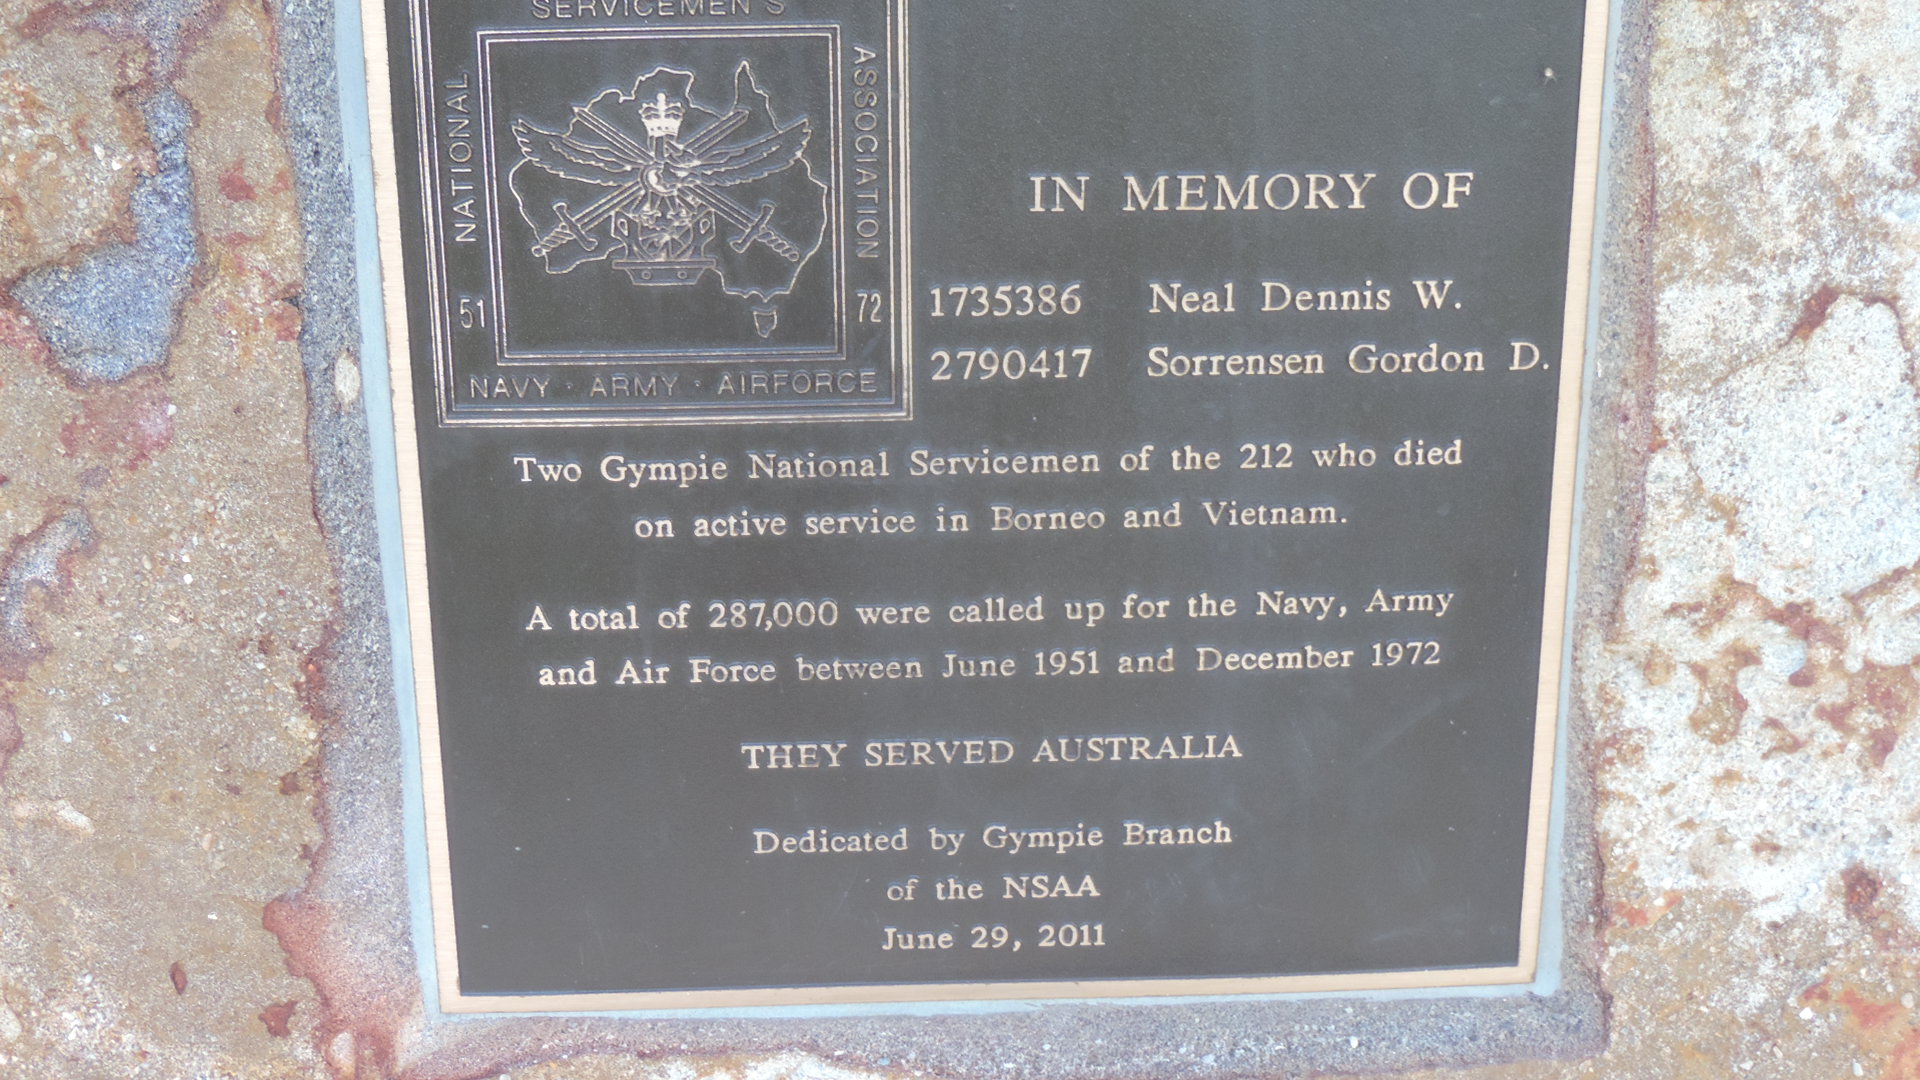 SERVICEMEN'S
NATIONAL
ASSOCIATION
51
72
NAVY · ARMY · AIRFORCE
IN MEMORY OF
1735386 Neal Dennis W.
2790417 Sorrensen Gordon D.
Two Gympie National Servicemen of the 212 who died
on active service in Borneo and Vietnam.
A total of 287,000 were called up for the Navy, Army
and Air Force between June 1951 and December 1972
THEY SERVED AUSTRALIA
Dedicated by Gympie Branch
of the NSAA
June 29, 2011